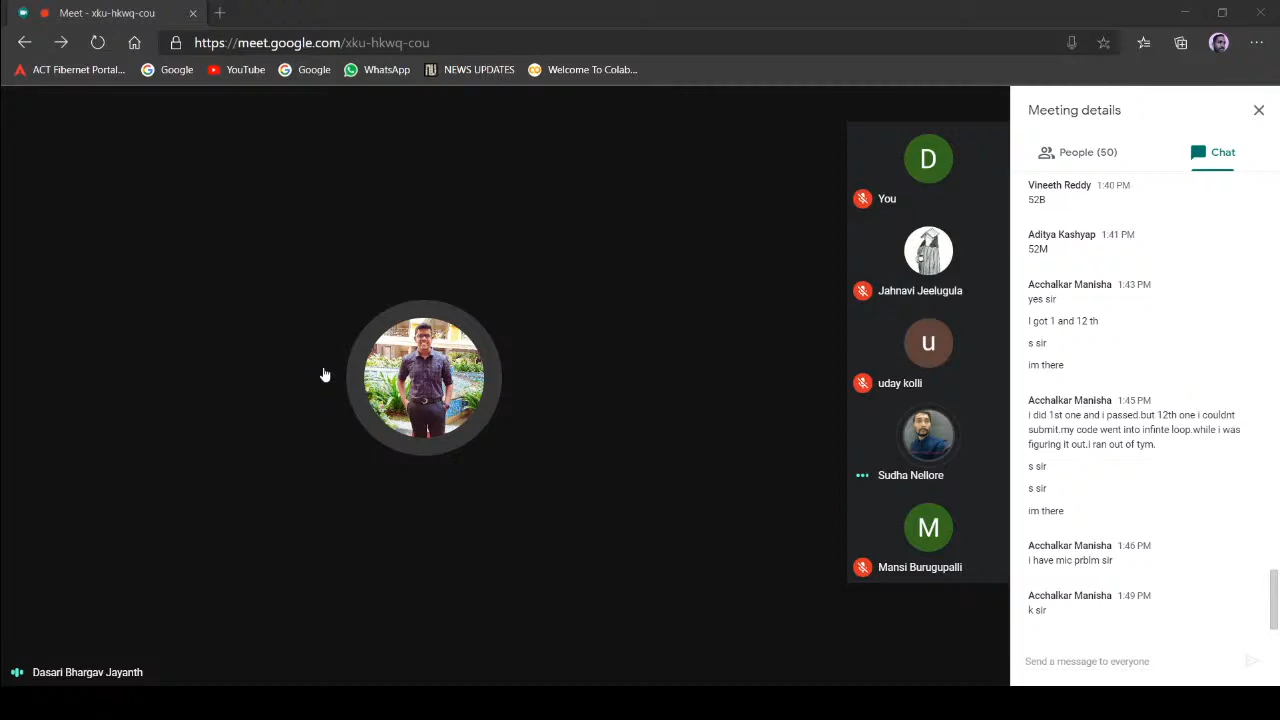 Meet - xku-hkwq-cou
https://meet.google.com/xku-hkwq-cou
ACT Fibernet Portal... Google YouTube Google WhatsApp NEWS UPDATES Welcome To Colab...
D
You
Jahnavi Jeelugula
u
uday kolli
Sudha Nellore
M
Mansi Burugupalli
Dasari Bhargav Jayanth
Meeting details
People (50) Chat
Vineeth Reddy 1:40 PM
52B
Aditya Kashyap 1:41 PM
52M
Acchalkar Manisha 1:43 PM
yes sir
I got 1 and 12 th
s sir
im there
Acchalkar Manisha 1:45 PM
i did 1st one and i passed.but 12th one i couldnt
submit.my code went into infinte loop.while i was
figuring it out.i ran out of tym.
s sir
s sir
im there
Acchalkar Manisha 1:46 PM
i have mic prblm sir
Acchalkar Manisha 1:49 PM
k sir
Send a message to everyone